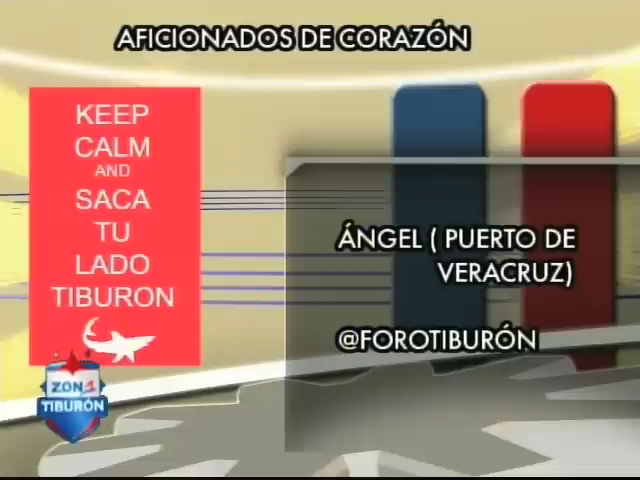 AFICIONADOS DE CORAZÓN
KEEP
CALM
AND
SACA
TU
LADO
TIBURON
ÁNGEL ( PUERTO DE
VERACRUZ)
@FOROTIBURÓN
ZONA
TIBURÓN